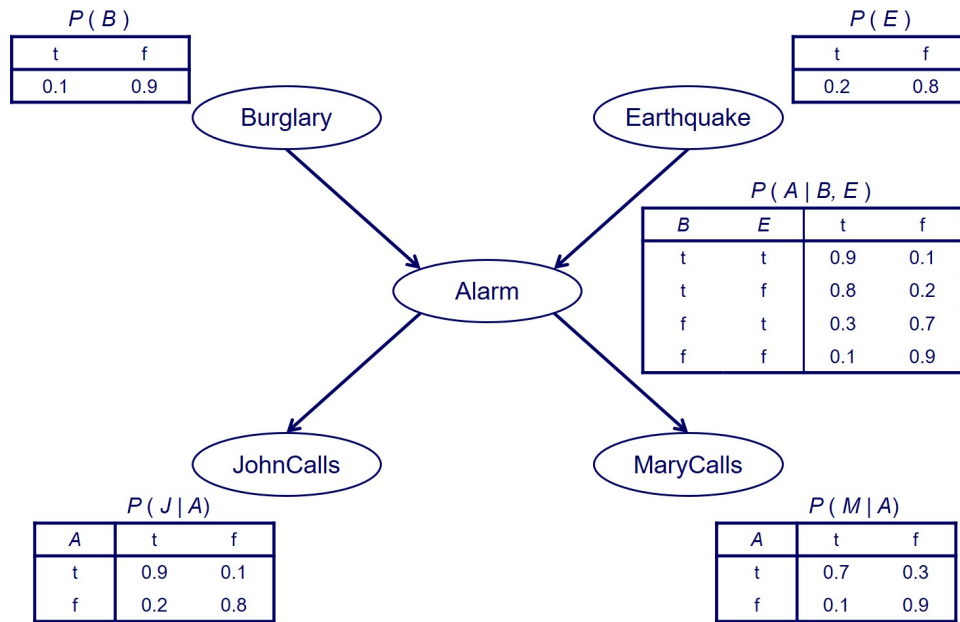 P ( B )
t f
0.1 0.9
P ( E )
t f
0.2 0.8
Burglary
Earthquake
P ( A | B, E )
B E t f
t t 0.9 0.1
t f 0.8 0.2
f t 0.3 0.7
f f 0.1 0.9
Alarm
JohnCalls
MaryCalls
P ( J | A)
A t f
t 0.9 0.1
f 0.2 0.8
P ( M | A)
A t f
t 0.7 0.3
f 0.1 0.9